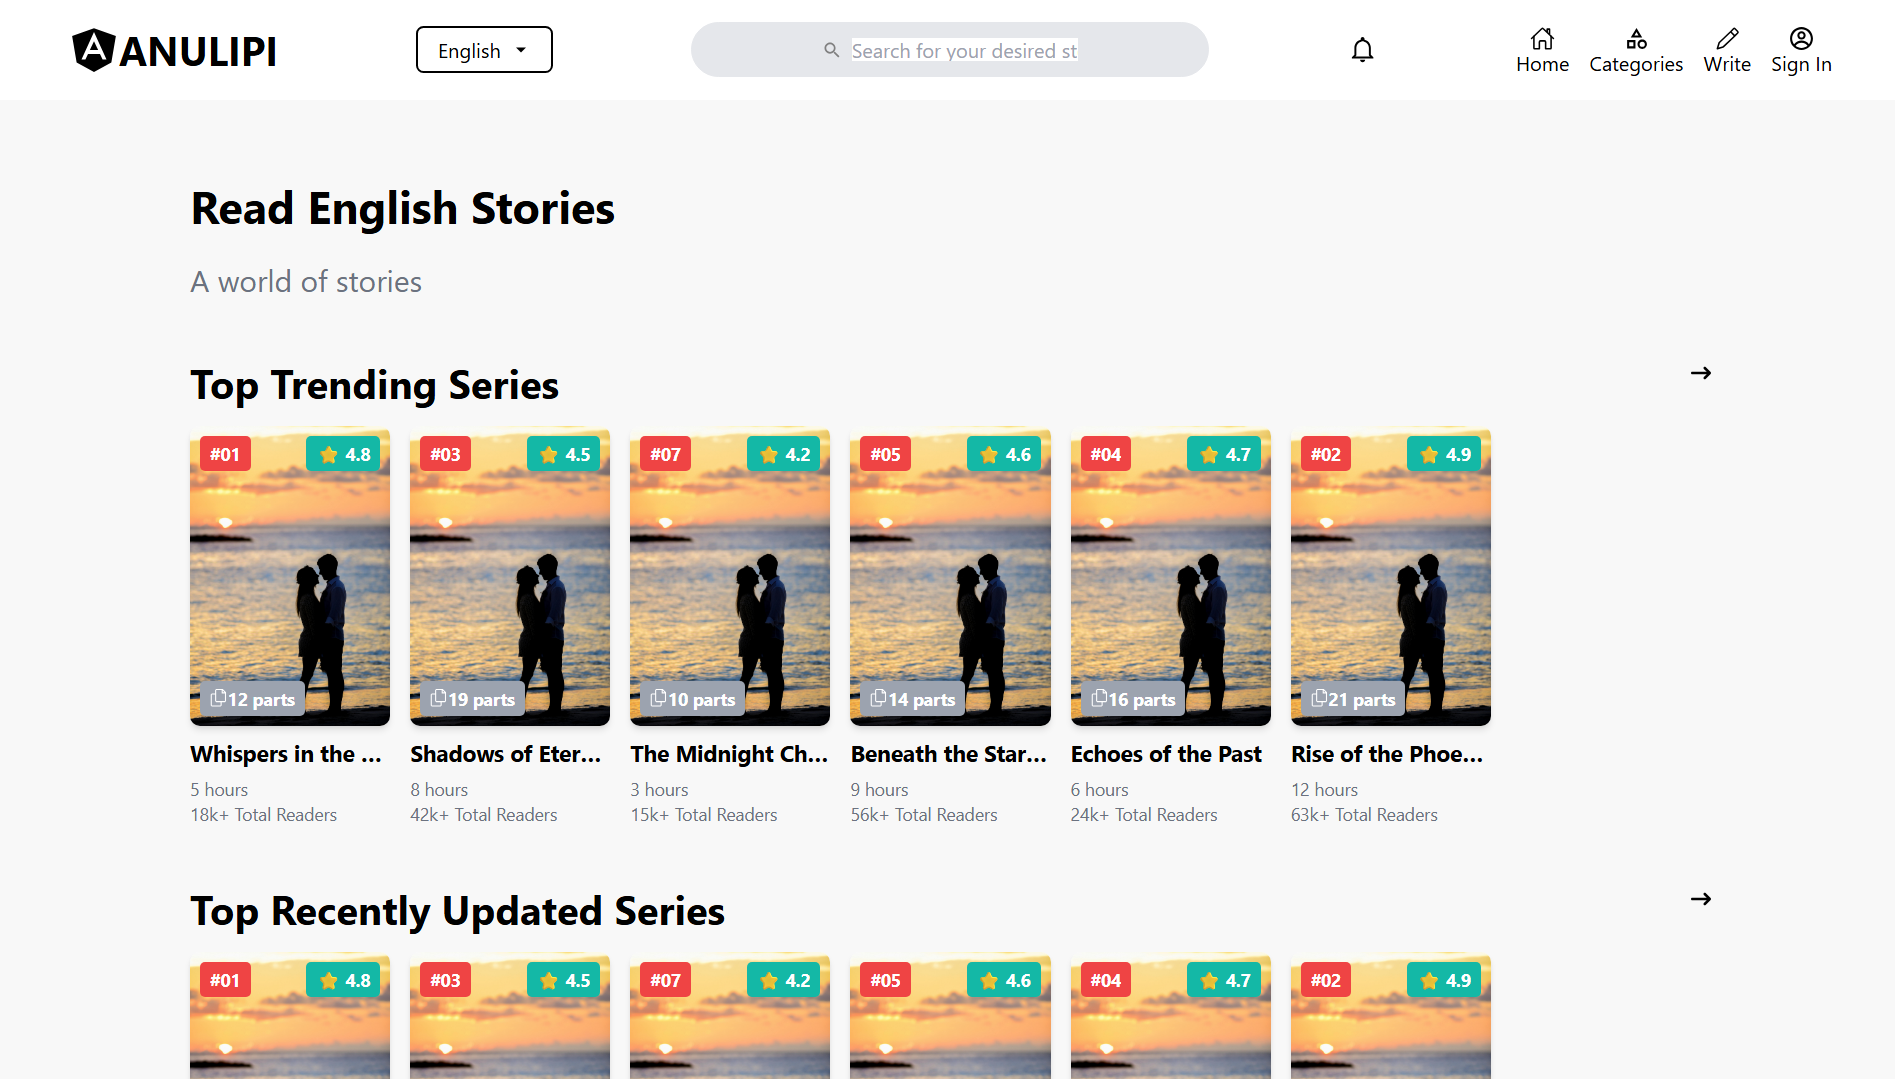 ANULIPI
English
Search for your desired st
Home
Categories
Write
Sign In
Read English Stories
A world of stories
Top Trending Series
#01 4.8
#03 4.5
#07 4.2
#05 4.6
#04 4.7
#02 4.9
12 parts
19 parts
10 parts
14 parts
16 parts
21 parts
Whispers in the ...
Shadows of Eter...
The Midnight Ch...
Beneath the Star...
Echoes of the Past
Rise of the Phoe...
5 hours
8 hours
3 hours
9 hours
6 hours
12 hours
18k+ Total Readers
42k+ Total Readers
15k+ Total Readers
56k+ Total Readers
24k+ Total Readers
63k+ Total Readers
Top Recently Updated Series
#01 4.8
#03 4.5
#07 4.2
#05 4.6
#04 4.7
#02 4.9